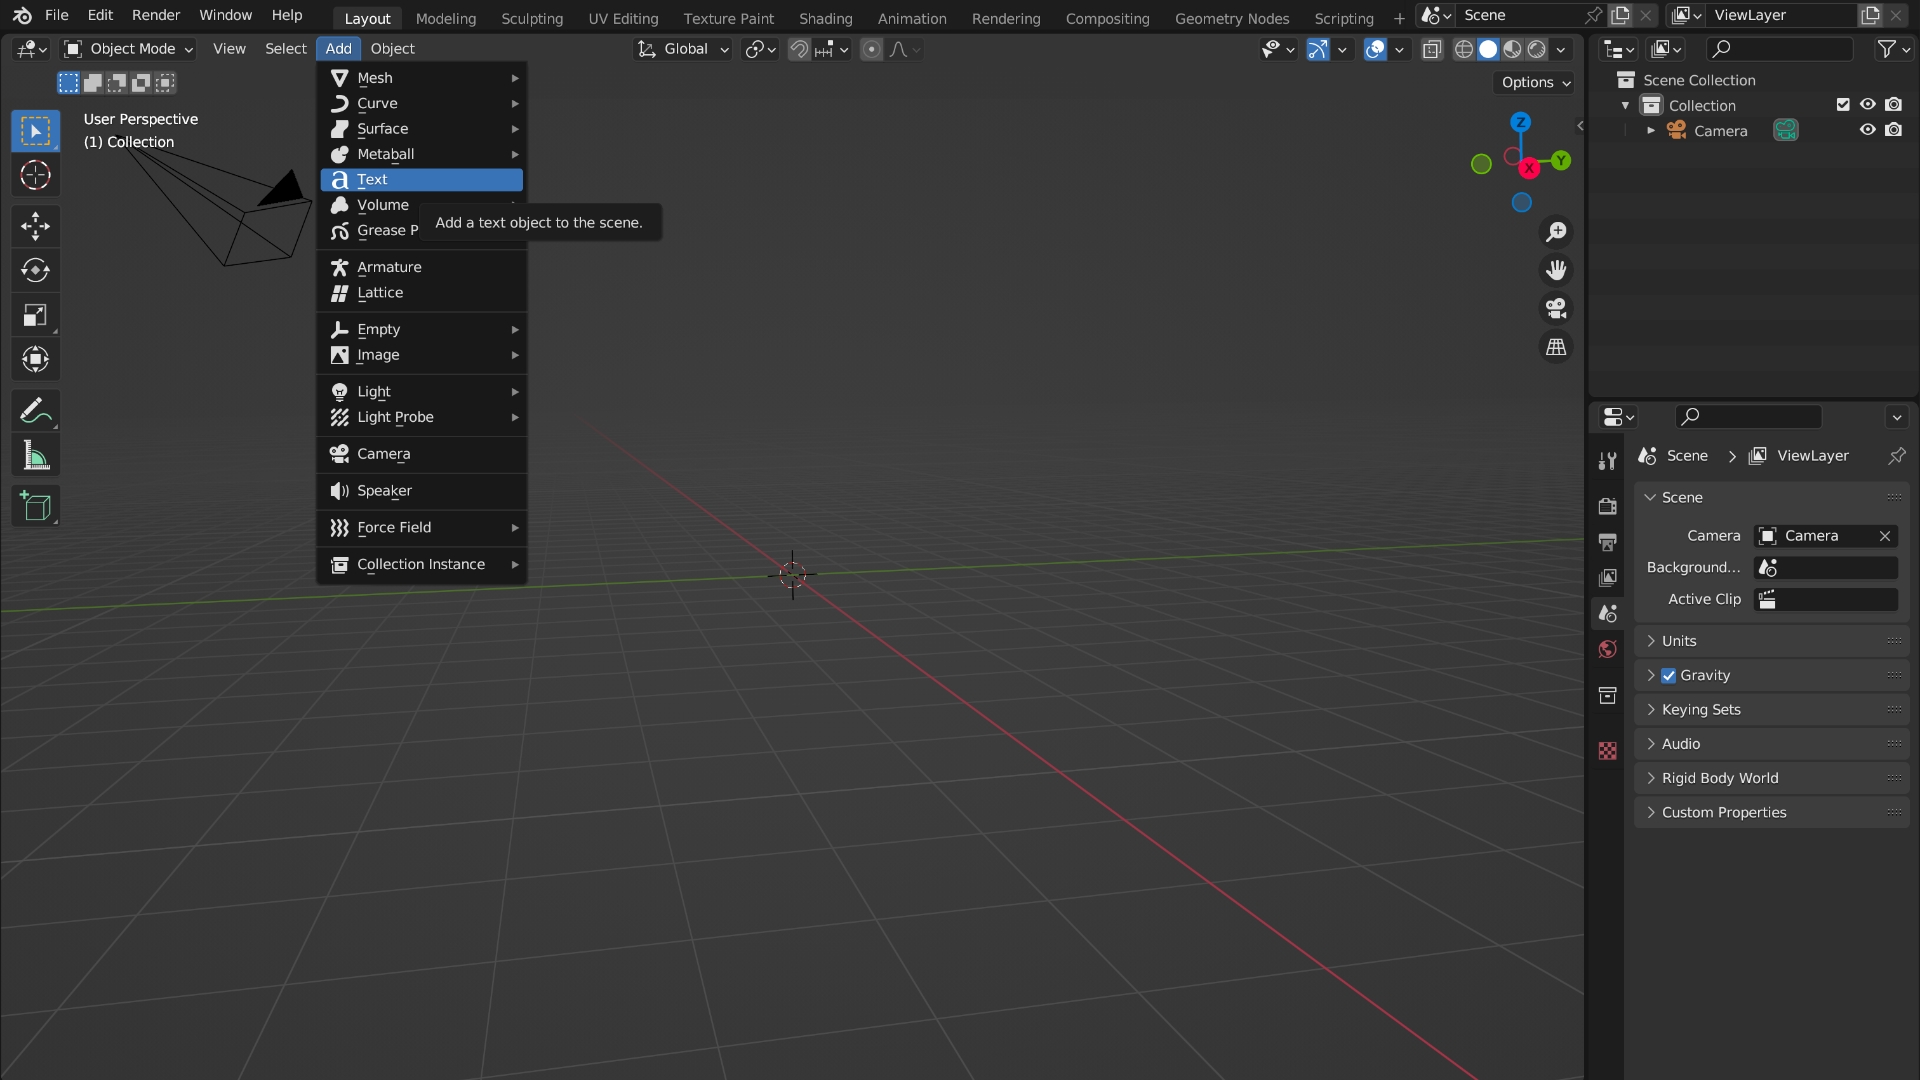 File Edit Render Window Help Layout Modeling Sculpting UV Editing Texture Paint Shading Animation Rendering Compositing Geometry Nodes Scripting + Scene ViewLayer
Object Mode View Select Add Object Global
Options
User Perspective
(1) Collection
Mesh
Curve
Surface
Metaball
Text
Volume
Grease P
Add a text object to the scene.
Armature
Lattice
Empty
Image
Light
Light Probe
Camera
Speaker
Force Field
Collection Instance
Z
Y
X
Scene Collection
Collection
Camera
Scene > ViewLayer
Scene
Camera Camera
Background...
Active Clip
Units
Gravity
Keying Sets
Audio
Rigid Body World
Custom Properties